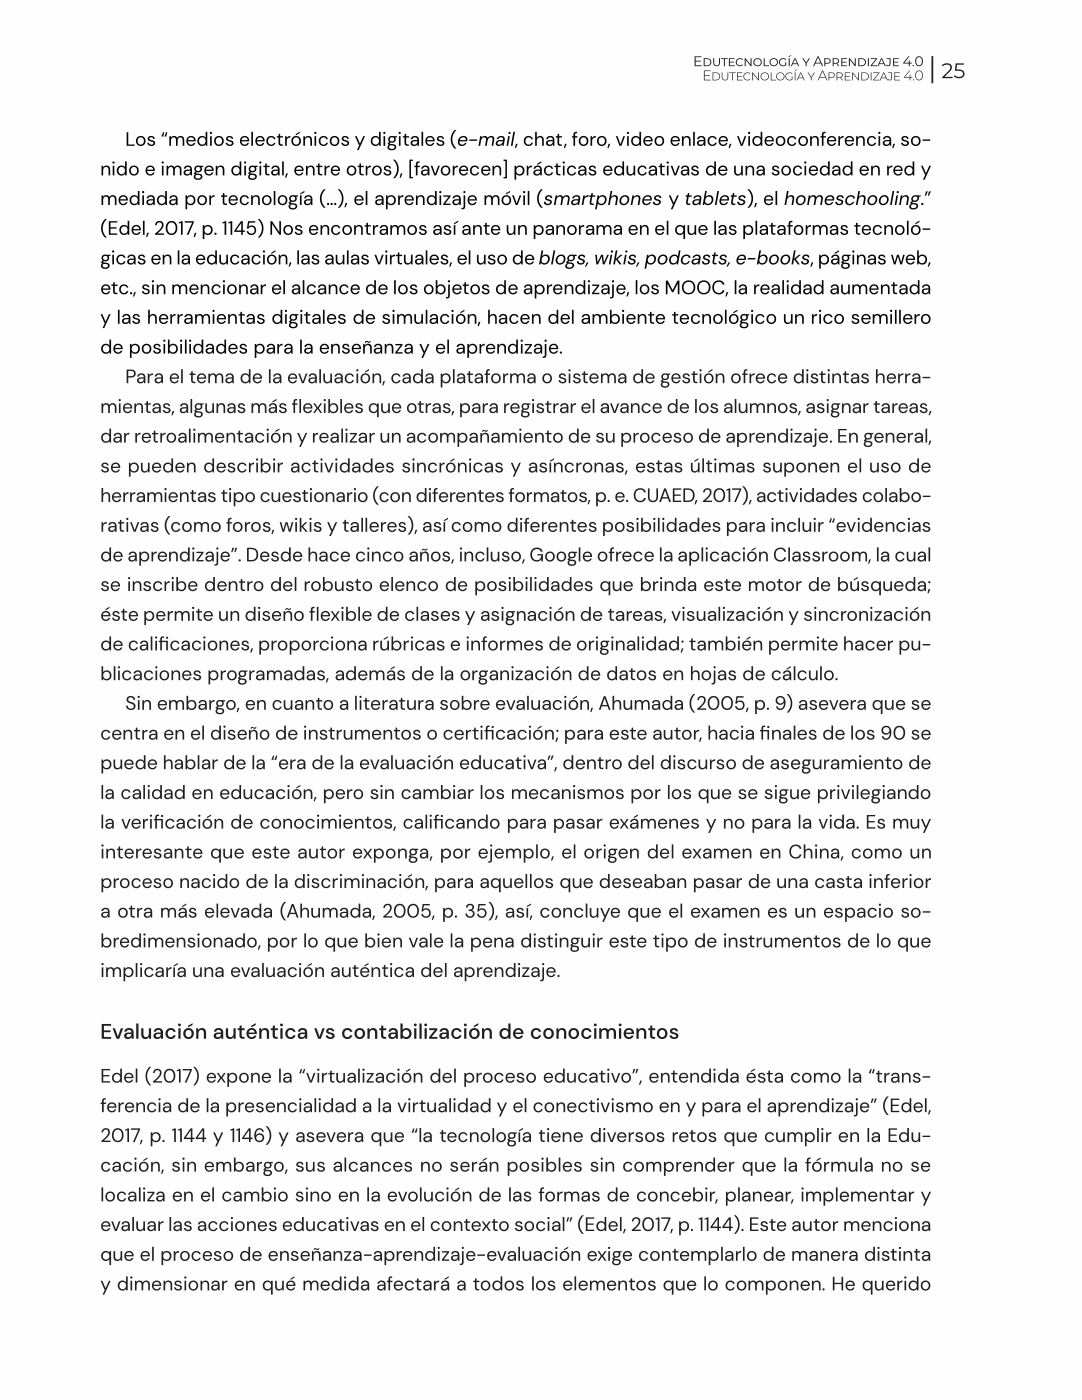 Edutecnología y Aprendizaje 4.0
Edutecnología y Aprendizaje 4.0
25
Los “medios electrónicos y digitales (e-mail, chat, foro, video enlace, videoconferencia, so-
nido e imagen digital, entre otros), [favorecen] prácticas educativas de una sociedad en red y
mediada por tecnología (…), el aprendizaje móvil (smartphones y tablets), el homeschooling.”
(Edel, 2017, p. 1145) Nos encontramos así ante un panorama en el que las plataformas tecnoló-
gicas en la educación, las aulas virtuales, el uso de blogs, wikis, podcasts, e-books, páginas web,
etc., sin mencionar el alcance de los objetos de aprendizaje, los MOOC, la realidad aumentada
y las herramientas digitales de simulación, hacen del ambiente tecnológico un rico semillero
de posibilidades para la enseñanza y el aprendizaje.
Para el tema de la evaluación, cada plataforma o sistema de gestión ofrece distintas herra-
mientas, algunas más flexibles que otras, para registrar el avance de los alumnos, asignar tareas,
dar retroalimentación y realizar un acompañamiento de su proceso de aprendizaje. En general,
se pueden describir actividades sincrónicas y asíncronas, estas últimas suponen el uso de
herramientas tipo cuestionario (con diferentes formatos, p. e. CUAED, 2017), actividades colabo-
rativas (como foros, wikis y talleres), así como diferentes posibilidades para incluir “evidencias
de aprendizaje”. Desde hace cinco años, incluso, Google ofrece la aplicación Classroom, la cual
se inscribe dentro del robusto elenco de posibilidades que brinda este motor de búsqueda;
éste permite un diseño flexible de clases y asignación de tareas, visualización y sincronización
de calificaciones, proporciona rúbricas e informes de originalidad; también permite hacer pu-
blicaciones programadas, además de la organización de datos en hojas de cálculo.
Sin embargo, en cuanto a literatura sobre evaluación, Ahumada (2005, p. 9) asevera que se
centra en el diseño de instrumentos o certificación; para este autor, hacia finales de los 90 se
puede hablar de la “era de la evaluación educativa”, dentro del discurso de aseguramiento de
la calidad en educación, pero sin cambiar los mecanismos por los que se sigue privilegiando
la verificación de conocimientos, calificando para pasar exámenes y no para la vida. Es muy
interesante que este autor exponga, por ejemplo, el origen del examen en China, como un
proceso nacido de la discriminación, para aquellos que deseaban pasar de una casta inferior
a otra más elevada (Ahumada, 2005, p. 35), así, concluye que el examen es un espacio so-
bredimensionado, por lo que bien vale la pena distinguir este tipo de instrumentos de lo que
implicaría una evaluación auténtica del aprendizaje.
Evaluación auténtica vs contabilización de conocimientos
Edel (2017) expone la “virtualización del proceso educativo”, entendida ésta como la “trans-
ferencia de la presencialidad a la virtualidad y el conectivismo en y para el aprendizaje” (Edel,
2017, p. 1144 y 1146) y asevera que “la tecnología tiene diversos retos que cumplir en la Edu-
cación, sin embargo, sus alcances no serán posibles sin comprender que la fórmula no se
localiza en el cambio sino en la evolución de las formas de concebir, planear, implementar y
evaluar las acciones educativas en el contexto social” (Edel, 2017, p. 1144). Este autor menciona
que el proceso de enseñanza-aprendizaje-evaluación exige contemplarlo de manera distinta
y dimensionar en qué medida afectará a todos los elementos que lo componen. He querido